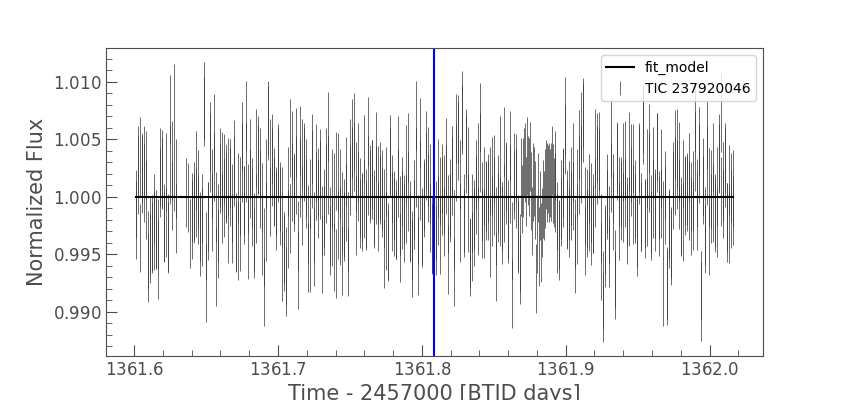 fit_model
TIC 237920046
1.010
1.005
1.000
0.995
0.990
Normalized Flux
1361.6
1361.7
1361.8
1361.9
1362.0
Time - 2457000 [BTJD days]